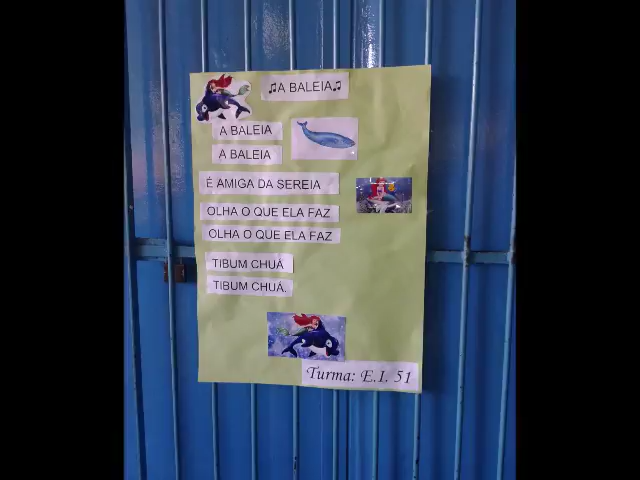 ♫A BALEIA♫
A BALEIA
A BALEIA
É AMIGA DA SEREIA
OLHA O QUE ELA FAZ
OLHA O QUE ELA FAZ
TIBUM CHUÁ
TIBUM CHUÁ.
Turma: E.I. 51